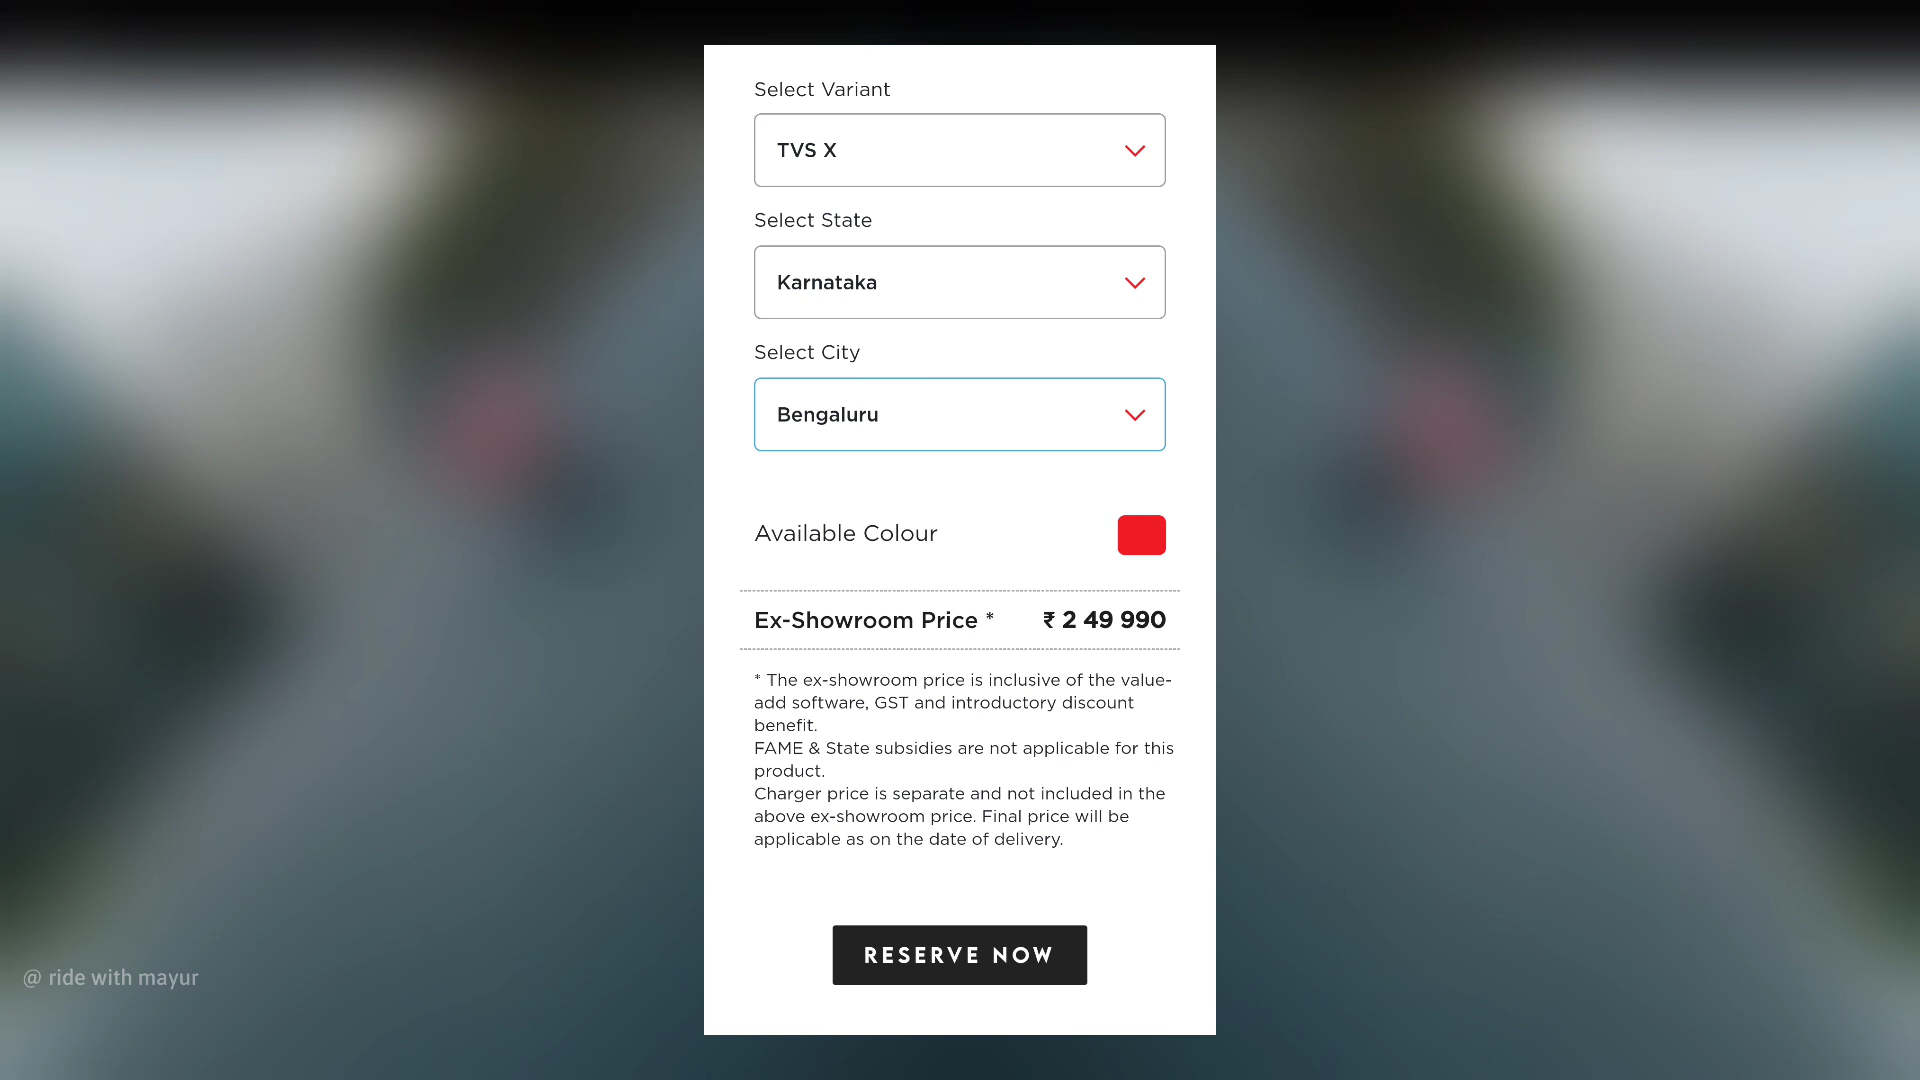 Select Variant
TVS X
Select State
Karnataka
Select City
Bengaluru
Available Colour
Ex-Showroom Price * ₹ 2 49 990
* The ex-showroom price is inclusive of the value-
add software, GST and introductory discount
benefit.
FAME & State subsidies are not applicable for this
product.
Charger price is separate and not included in the
above ex-showroom price. Final price will be
applicable as on the date of delivery.
RESERVE NOW
@ ride with mayur